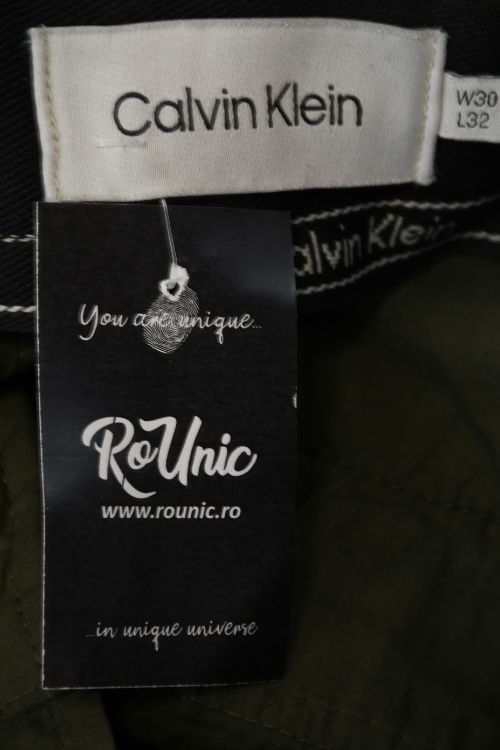 Calvin Klein
W30
L32
alvin Klein
You are unique...
RoUnic
www.rounic.ro
...in unique universe